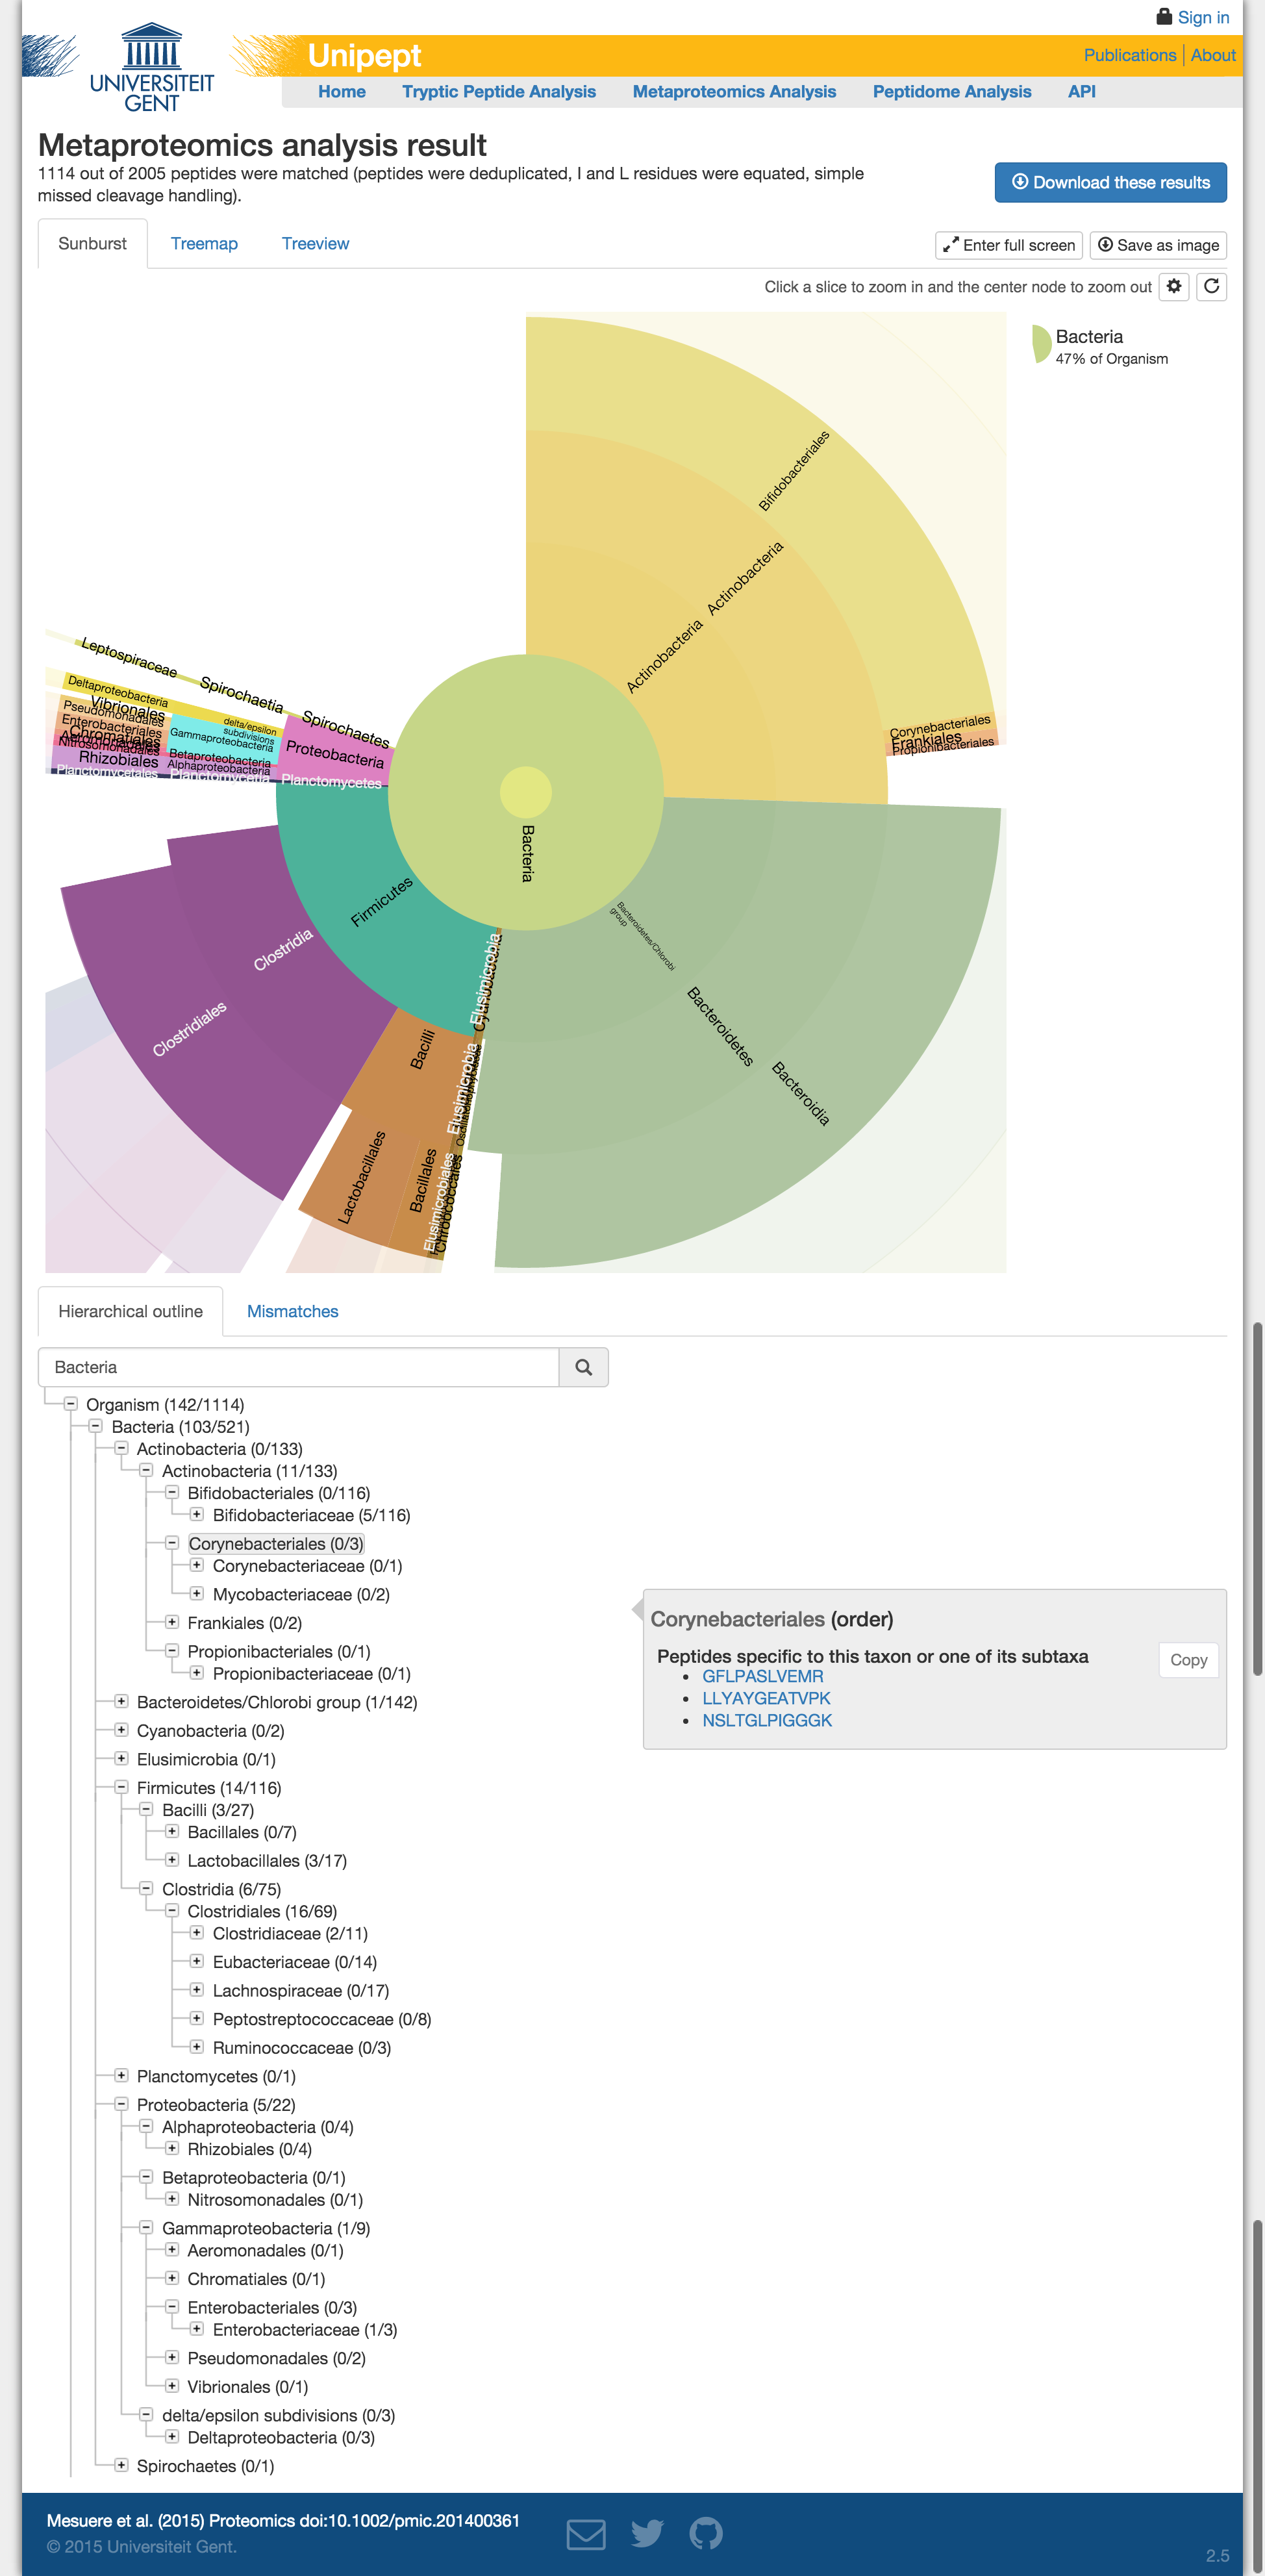 Sign in
UNIVERSITEIT
GENT
Unipept
Publications
About
Home
Tryptic Peptide Analysis
Metaproteomics Analysis
Peptidome Analysis
API
Metaproteomics analysis result
1114 out of 2005 peptides were matched (peptides were deduplicated, I and L residues were equated, simple
missed cleavage handling).
Download these results
Sunburst
Treemap
Treeview
Enter full screen
Save as image
Click a slice to zoom in and the center node to zoom out
Bacteria
47% of Organism
Bifidobacteriales
Actinobacteria
Actinobacteria
Corynebacteriales
Frankiales
Propionibacteriales
Leptospiraceae
Spirochaetia
Spirochaetes
Deltaproteobacteria
delta/epsilon
subdivisions
Vibrionales
Pseudomonadales
Enterobacteriales
Chromatiales
Nitrosomonadales
Gammaproteobacteria
Betaproteobacteria
Alphaproteobacteria
Proteobacteria
Rhizobiales
Planctomycetales
Planctomycetia
Planctomycetes
Bacteria
Firmicutes
Clostridia
Clostridiales
Bacilli
Lactobacillales
Bacillales
Elusimicrobia
Elusimicrobia
Elusimicrobiales
Chroococcales
Bacteroidetes/Chlorobi
group
Bacteroidetes
Bacteroidia
Hierarchical outline
Mismatches
Bacteria
Organism (142/1114)
Bacteria (103/521)
Actinobacteria (0/133)
Actinobacteria (11/133)
Bifidobacteriales (0/116)
Bifidobacteriaceae (5/116)
Corynebacteriales (0/3)
Corynebacteriaceae (0/1)
Mycobacteriaceae (0/2)
Frankiales (0/2)
Propionibacteriales (0/1)
Propionibacteriaceae (0/1)
Bacteroidetes/Chlorobi group (1/142)
Cyanobacteria (0/2)
Elusimicrobia (0/1)
Firmicutes (14/116)
Bacilli (3/27)
Bacillales (0/7)
Lactobacillales (3/17)
Clostridia (6/75)
Clostridiales (16/69)
Clostridiaceae (2/11)
Eubacteriaceae (0/14)
Lachnospiraceae (0/17)
Peptostreptococcaceae (0/8)
Ruminococcaceae (0/3)
Planctomycetes (0/1)
Proteobacteria (5/22)
Alphaproteobacteria (0/4)
Rhizobiales (0/4)
Betaproteobacteria (0/1)
Nitrosomonadales (0/1)
Gammaproteobacteria (1/9)
Aeromonadales (0/1)
Chromatiales (0/1)
Enterobacteriales (0/3)
Enterobacteriaceae (1/3)
Pseudomonadales (0/2)
Vibrionales (0/1)
delta/epsilon subdivisions (0/3)
Deltaproteobacteria (0/3)
Spirochaetes (0/1)
Corynebacteriales (order)
Peptides specific to this taxon or one of its subtaxa
Copy
GFLPASLVEMR
LLYAYGEATVPK
NSLTGLPIGGGK
Mesuere et al. (2015) Proteomics doi:10.1002/pmic.201400361
© 2015 Universiteit Gent.
2.5